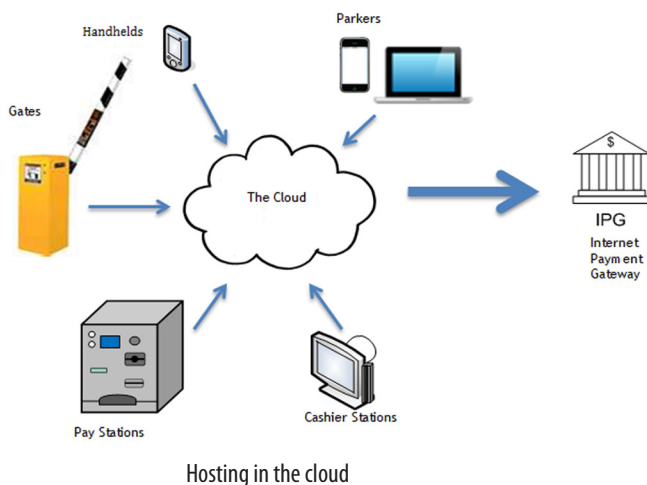 Handhelds
Parkers
Gates
The Cloud
$
IPG
Internet
Payment
Gateway
Pay Stations
Cashier Stations
Hosting in the cloud